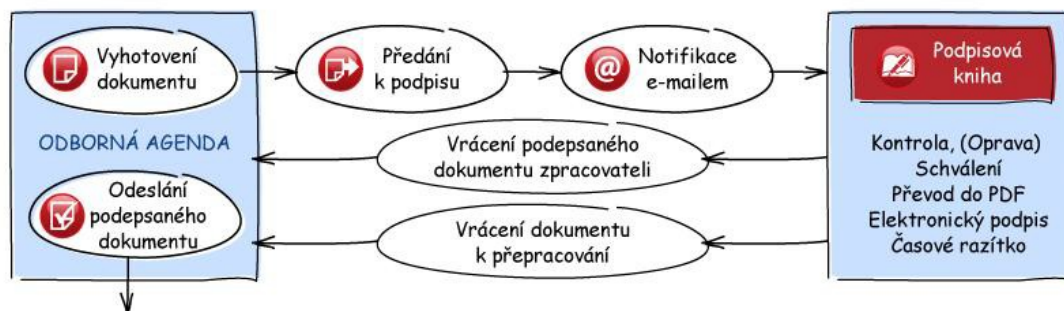 Vyhotovení
dokumentu
Předání
k podpisu
Notifikace
e-mailem
Podpisová
kniha
ODBORNÁ AGENDA
Vrácení podepsaného
dokumentu zpracovateli
Kontrola, (Oprava)
Schválení
Převod do PDF
Elektronický podpis
Časové razítko
Odeslání
podepsaného
dokumentu
Vrácení dokumentu
k přepracování